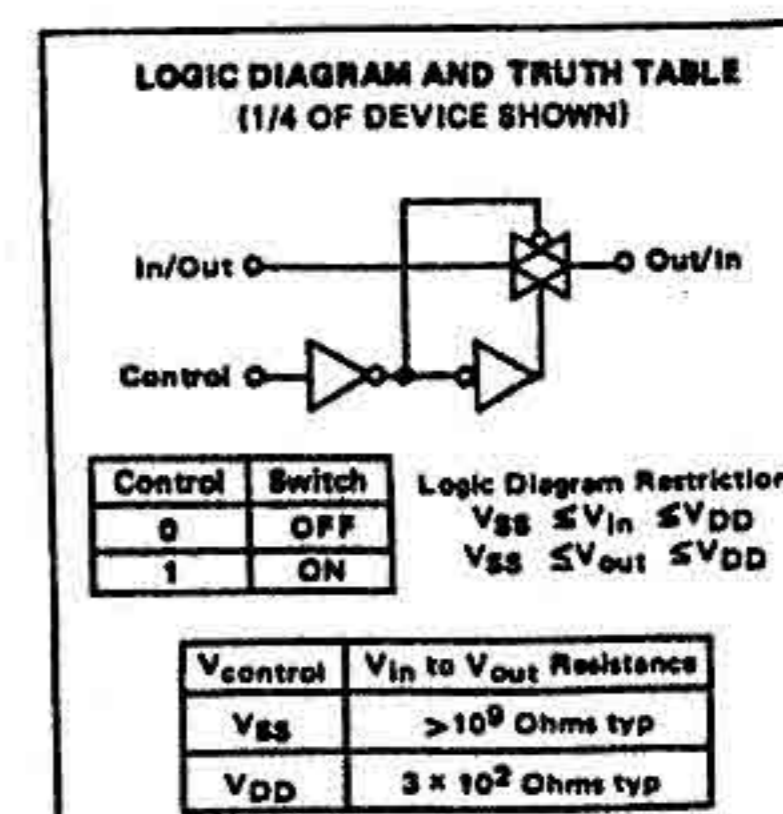 LOGIC DIAGRAM AND TRUTH TABLE
(1/4 OF DEVICE SHOWN)
In/Out
Out/In
Control
Control Switch
0 OFF
1 ON
Logic Diagram Restriction
VSS ≤ Vin ≤ VDD
VSS ≤ Vout ≤ VDD
Vcontrol Vin to Vout Resistance
VSS >10⁹ Ohms typ
VDD 3 × 10² Ohms typ